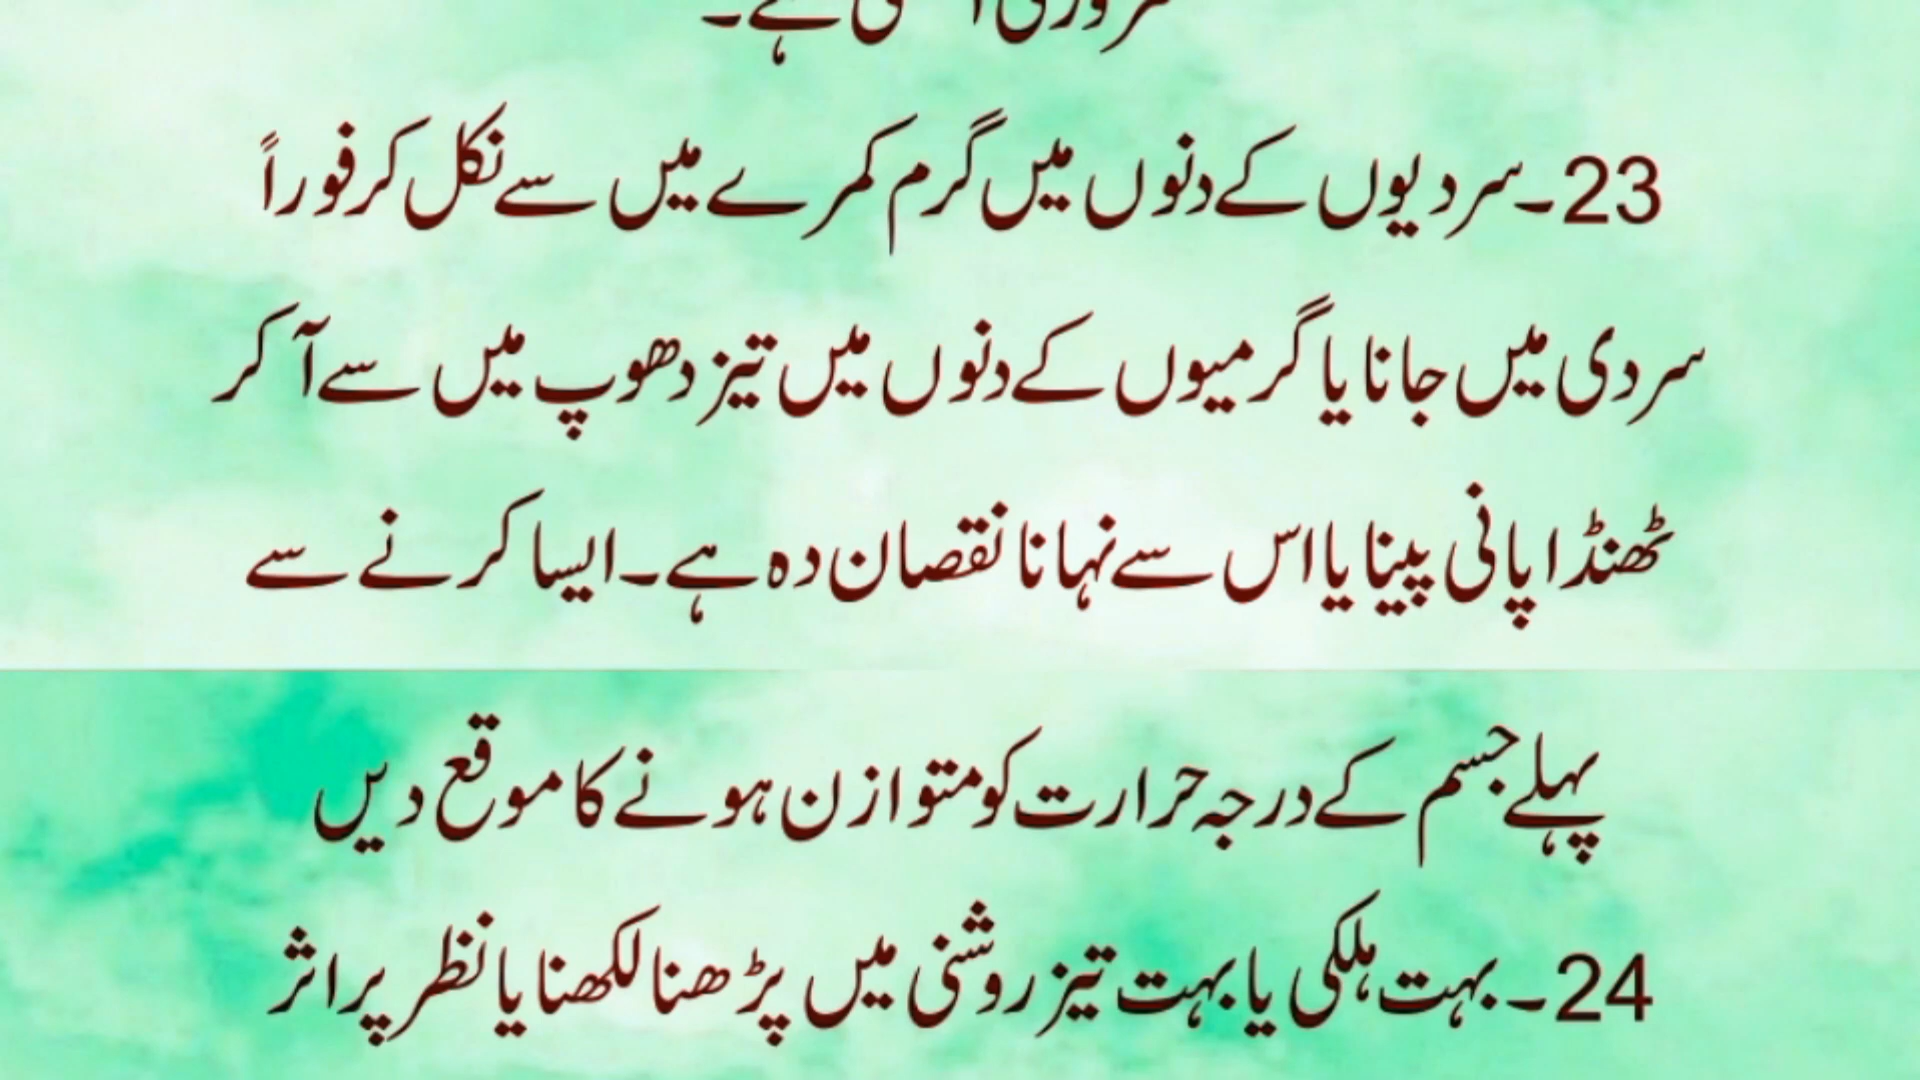 ہے۔
23۔سردیوں کے دنوں میں گرم کمرے میں سے نکل کر فوراً
سردی میں جانا یا گرمیوں کے دنوں میں تیز دھوپ میں سے آ کر
ٹھنڈا پانی پینا یا اس سے نہانا نقصان دہ ہے۔ایسا کرنے سے
پہلے جسم کے درجہ حرارت کو متوازن ہونے کا موقع دیں
24۔بہت ہلکی یا بہت تیز روشنی میں پڑھنا لکھنا یا نظر پر اثر